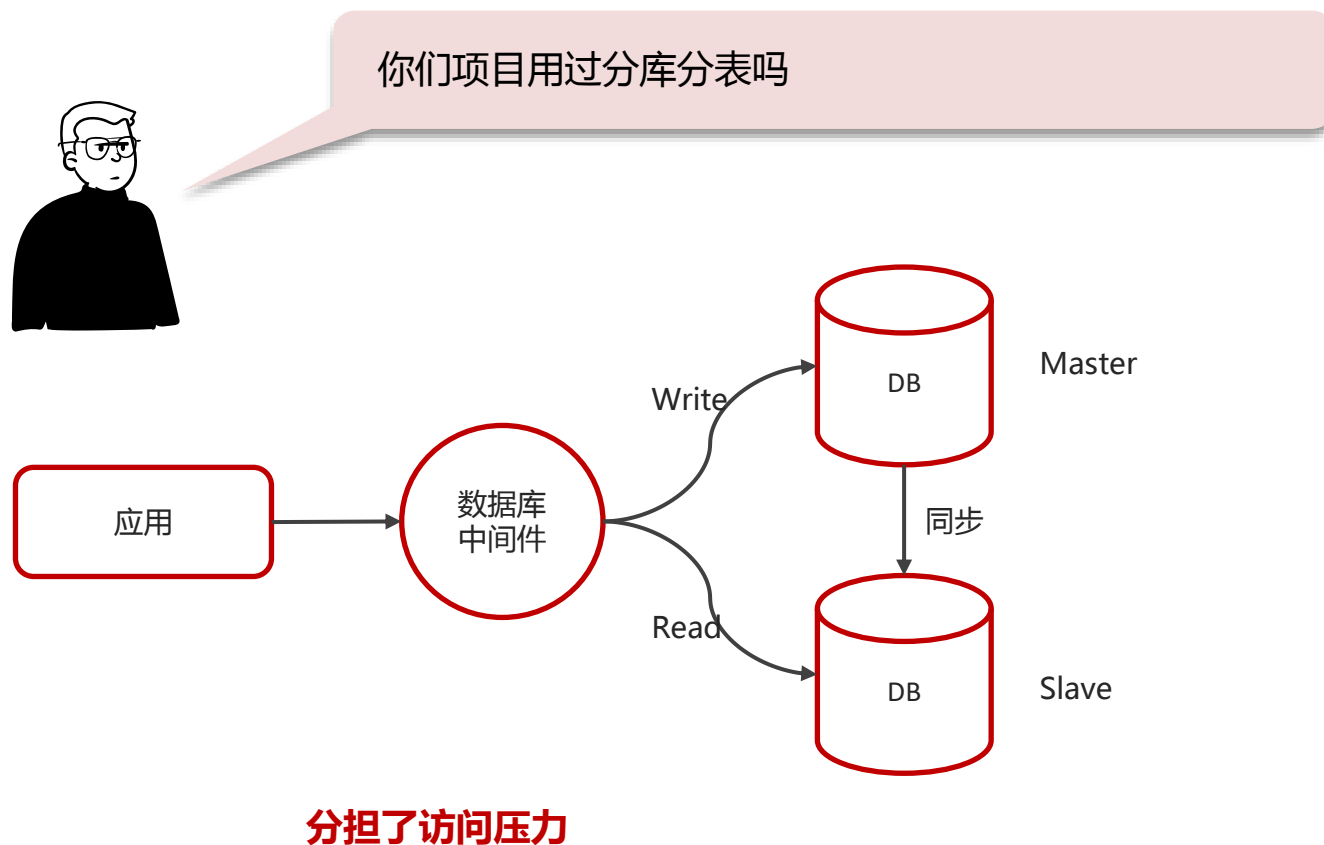 你们项目用过分库分表吗
Write
DB
Master
应用
数据库
中间件
同步
Read
DB
Slave
分担了访问压力